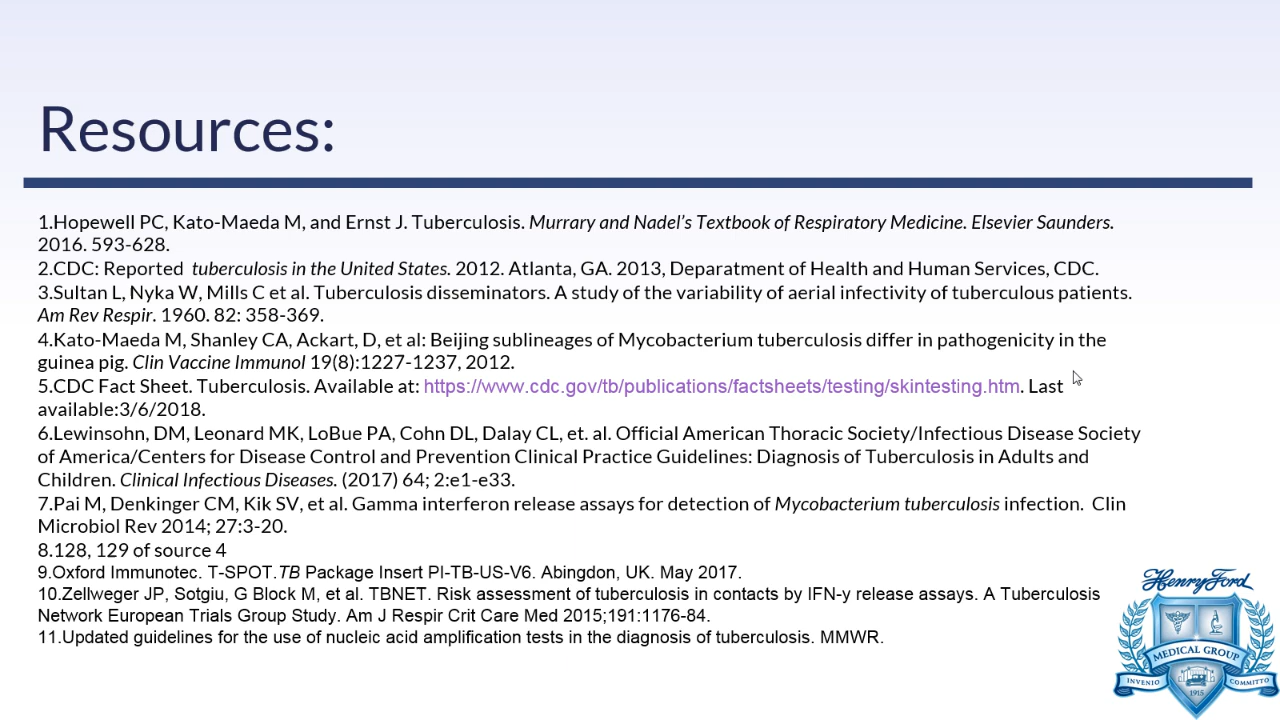 Resources:
1.Hopewell PC, Kato-Maeda M, and Ernst J. Tuberculosis. Murrary and Nadel's Textbook of Respiratory Medicine. Elsevier Saunders.
2016. 593-628.
2.CDC: Reported tuberculosis in the United States. 2012. Atlanta, GA. 2013, Deparatment of Health and Human Services, CDC.
3.Sultan L, Nyka W, Mills C et al. Tuberculosis disseminators. A study of the variability of aerial infectivity of tuberculous patients.
Am Rev Respir. 1960. 82: 358-369.
4.Kato-Maeda M, Shanley CA, Ackart, D, et al: Beijing sublineages of Mycobacterium tuberculosis differ in pathogenicity in the
guinea pig. Clin Vaccine Immunol 19(8):1227-1237, 2012.
5.CDC Fact Sheet. Tuberculosis. Available at: https://www.cdc.gov/tb/publications/factsheets/testing/skintesting.htm. Last
available:3/6/2018.
6.Lewinsohn, DM, Leonard MK, LoBue PA, Cohn DL, Dalay CL, et. al. Official American Thoracic Society/Infectious Disease Society
of America/Centers for Disease Control and Prevention Clinical Practice Guidelines: Diagnosis of Tuberculosis in Adults and
Children. Clinical Infectious Diseases. (2017) 64; 2:e1-e33.
7.Pai M, Denkinger CM, Kik SV, et al. Gamma interferon release assays for detection of Mycobacterium tuberculosis infection. Clin
Microbiol Rev 2014; 27:3-20.
8.128, 129 of source 4
9.Oxford Immunotec. T-SPOT.TB Package Insert PI-TB-US-V6. Abingdon, UK. May 2017.
10.Zellweger JP, Sotgiu, G Block M, et al. TBNET. Risk assessment of tuberculosis in contacts by IFN-y release assays. A Tuberculosis
Network European Trials Group Study. Am J Respir Crit Care Med 2015;191:1176-84.
11.Updated guidelines for the use of nucleic acid amplification tests in the diagnosis of tuberculosis. MMWR.
Henry Ford
MEDICAL GROUP
INVENIO
COMMITTO
1915